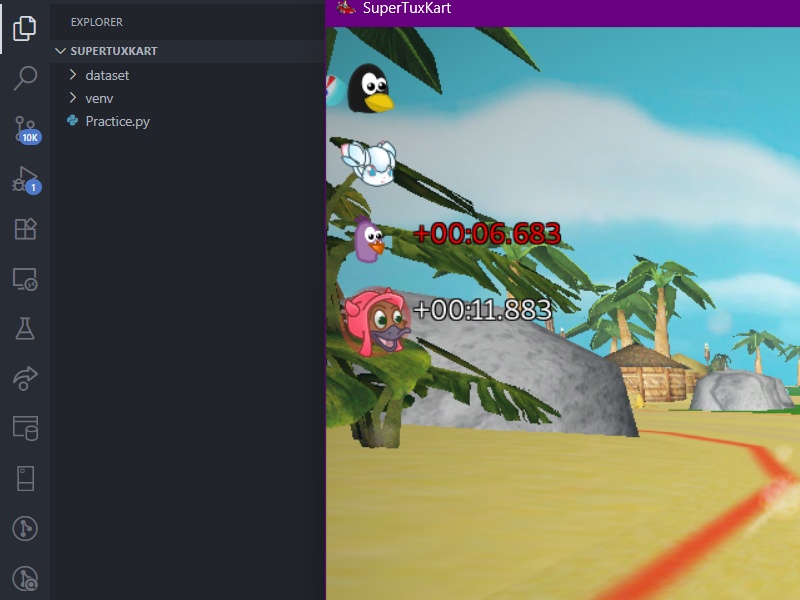 EXPLORER
SUPERTUXKART
dataset
venv
Practice.py
10K
1
SuperTuxKart
+00:06.683
+00:11.883